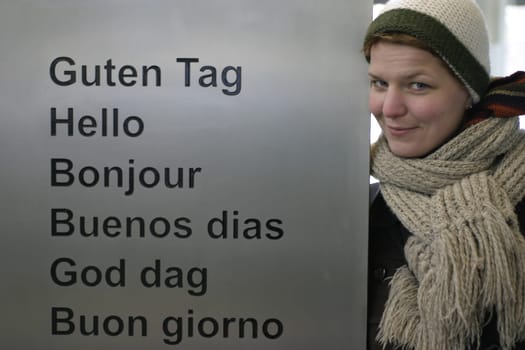 Guten Tag
Hello
Bonjour
Buenos dias
God dag
Buon giorno